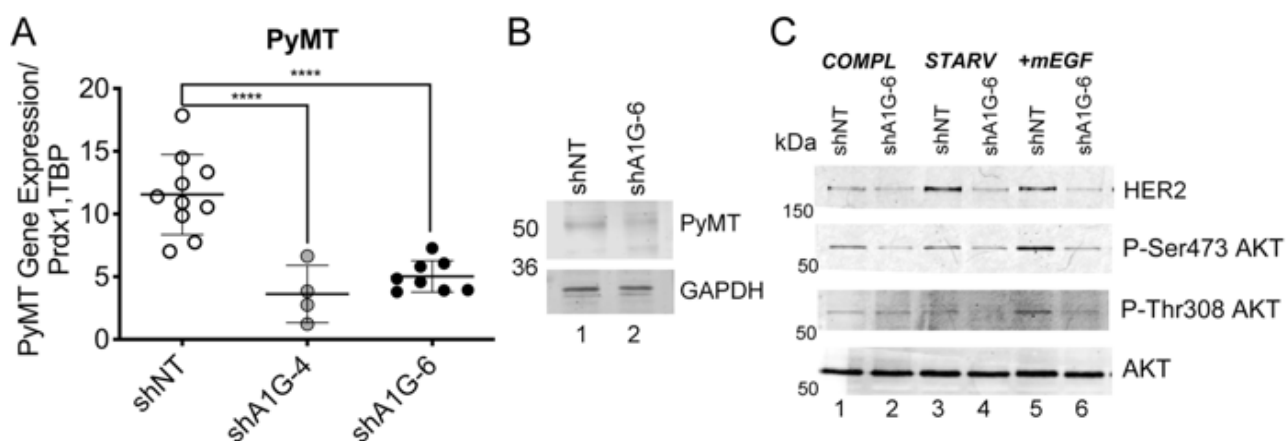 A
PyMT
****
****
PyMT Gene Expression/
Prdx1,TBP
20
15
10
5
0
shNT
shA1G-4
shA1G-6
B
shNT
shA1G-6
50
PyMT
36
GAPDH
1 2
C
COMPL STARV +mEGF
kDa
shNT shA1G-6 shNT shA1G-6 shNT shA1G-6
HER2
150
P-Ser473 AKT
50
P-Thr308 AKT
50
AKT
50
1 2 3 4 5 6